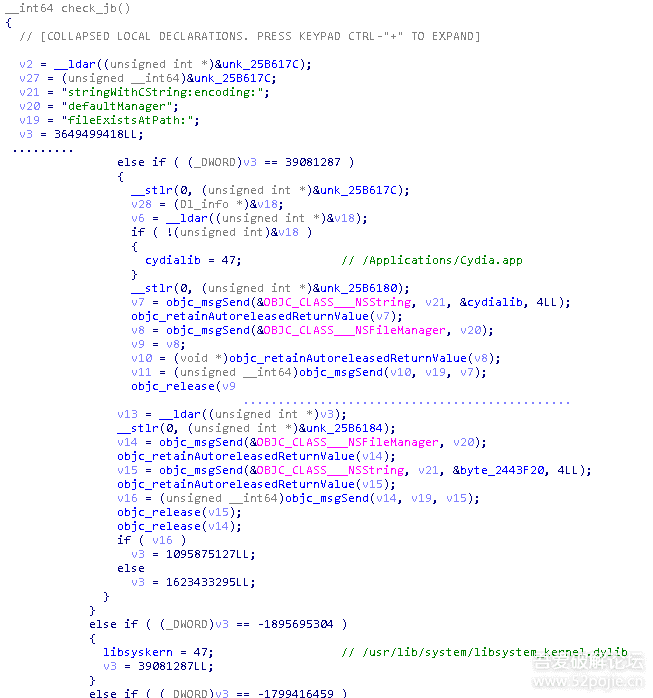 __int64 check_jb()
{
  // [COLLAPSED LOCAL DECLARATIONS. PRESS KEYPAD CTRL-"+" TO EXPAND]
  v2 = __ldar((unsigned int *)&unk_25B617C);
  v27 = (unsigned __int64)&unk_25B617C;
  v21 = "stringWithCString:encoding:";
  v20 = "defaultManager";
  v19 = "fileExistsAtPath:";
  v3 = 3649499418LL;
.........
else if ( (_DWORD)v3 == 39081287 )
{
  __stlr(0, (unsigned int *)&unk_25B617C);
  v28 = (Dl_info *)&v18;
  v6 = __ldar((unsigned int *)&v18);
  if ( !(unsigned int)&v18 )
  {
    cydialib = 47;               // /Applications/Cydia.app
  }
  __stlr(0, (unsigned int *)&unk_25B6180);
  v7 = objc_msgSend(&OBJC_CLASS___NSString, v21, &cydialib, 4LL);
  objc_retainAutoreleasedReturnValue(v7);
  v8 = objc_msgSend(&OBJC_CLASS___NSFileManager, v20);
  v9 = v8;
  v10 = (void *)objc_retainAutoreleasedReturnValue(v8);
  v11 = (unsigned __int64)objc_msgSend(v10, v19, v7);
  objc_release(v9
.................................................
v13 = __ldar((unsigned int *)v3);
__stlr(0, (unsigned int *)&unk_25B6184);
v14 = objc_msgSend(&OBJC_CLASS___NSFileManager, v20);
objc_retainAutoreleasedReturnValue(v14);
v15 = objc_msgSend(&OBJC_CLASS___NSString, v21, &byte_2443F20, 4LL);
objc_retainAutoreleasedReturnValue(v15);
v16 = (unsigned __int64)objc_msgSend(v14, v19, v15);
objc_release(v15);
objc_release(v14);
if ( v16 )
  v3 = 1095875127LL;
else
  v3 = 1623433295LL;
}
}
else if ( (_DWORD)v3 == -1895695304 )
{
  libsyskern = 47;               // /usr/lib/system/libsystem_kernel.dylib
  v3 = 39081287LL;
}
else if ( (_DWORD)v3 == -1799416459 )
吾爱破解论坛
www.52pojie.cn